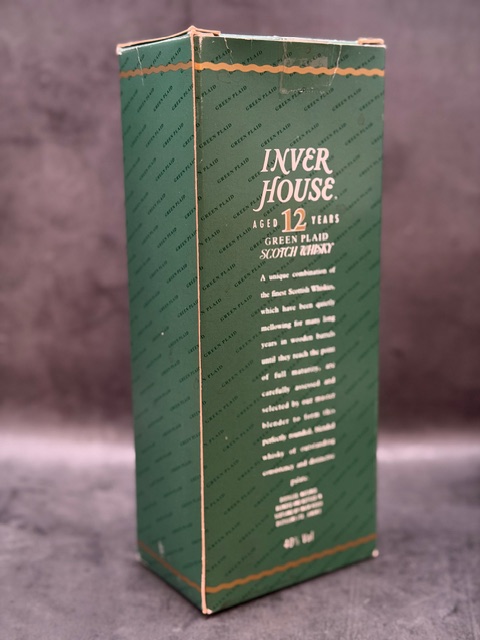 INVER
HOUSE
AGED 12 YEARS
GREEN PLAID
SCOTCH WHISKY
A unique combination of
the finest Scottish Whiskies,
which have been quietly
mellowing for many long
years in wooden barrels
until they reach the point
of full maturity, are
carefully assessed and
selected by our master
blender to form this
perfectly rounded, blended
whisky of outstanding
consistency and distinctive
palate.
40% Vol